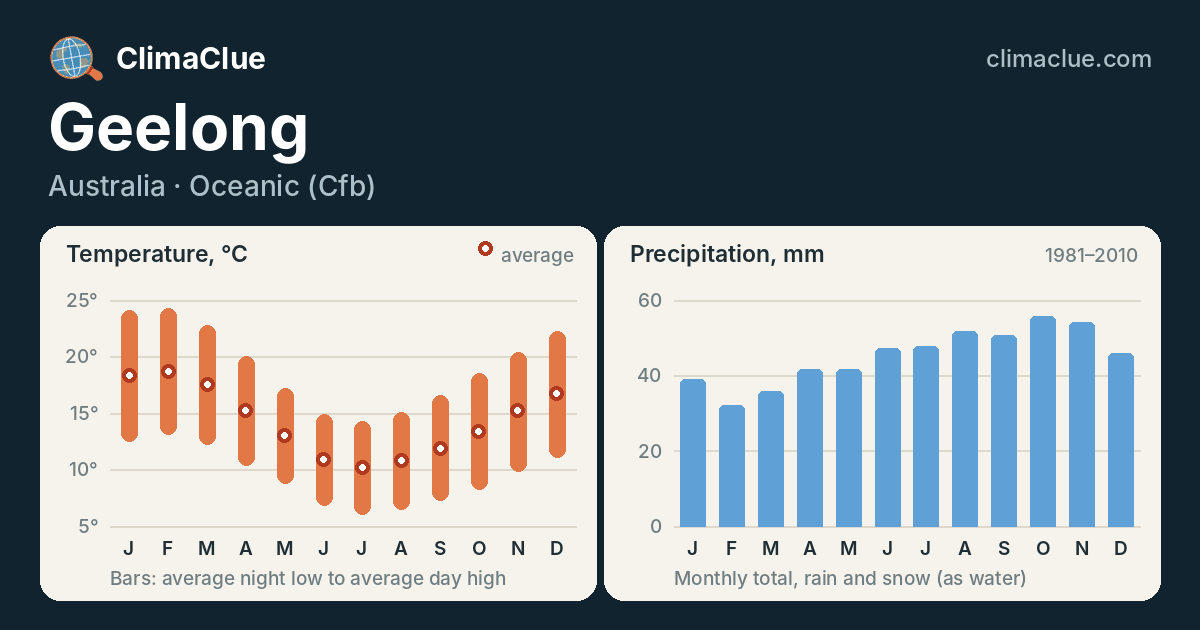 ClimaClue
climaclue.com
Geelong
Australia · Oceanic (Cfb)
Temperature, °C
average
25°
20°
15°
10°
5°
J F M A M J J A S O N D
Bars: average night low to average day high
Precipitation, mm
1981–2010
60
40
20
0
J F M A M J J A S O N D
Monthly total, rain and snow (as water)